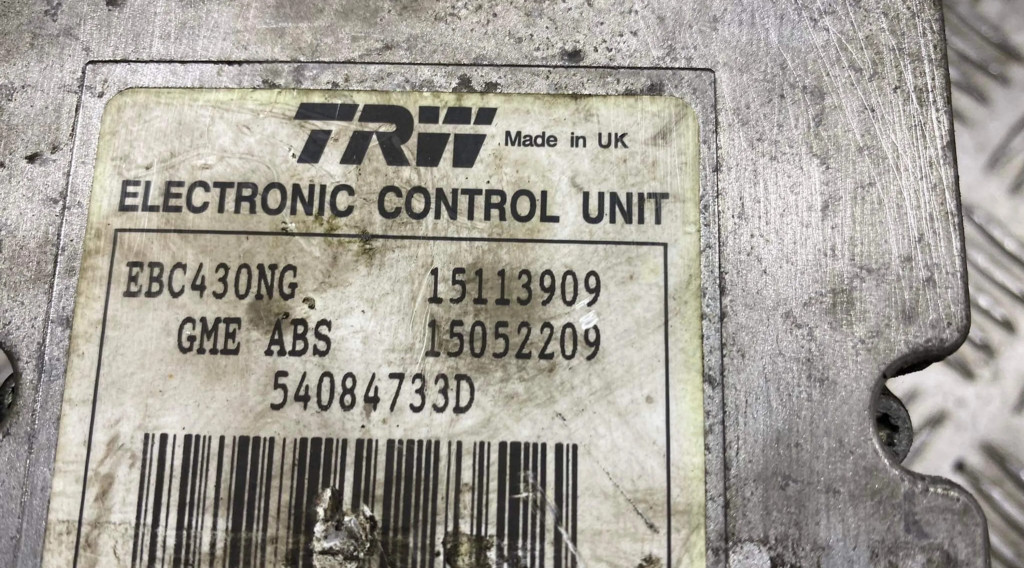 TRW Made in UK
ELECTRONIC CONTROL UNIT
EBC430NG 15113909
GME ABS 15052209
54084733D